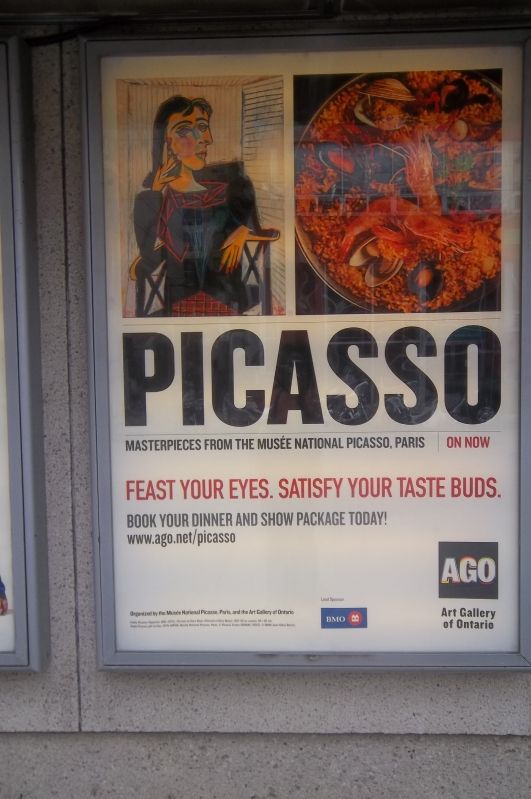 PICASSO
MASTERPIECES FROM THE MUSÉE NATIONAL PICASSO, PARIS ON NOW
FEAST YOUR EYES. SATISFY YOUR TASTE BUDS.
BOOK YOUR DINNER AND SHOW PACKAGE TODAY!
www.ago.net/picasso
AGO
Art Gallery
of Ontario
Lead Sponsor
BMO
Organized by the Musée National Picasso, Paris, and the Art Gallery of Ontario